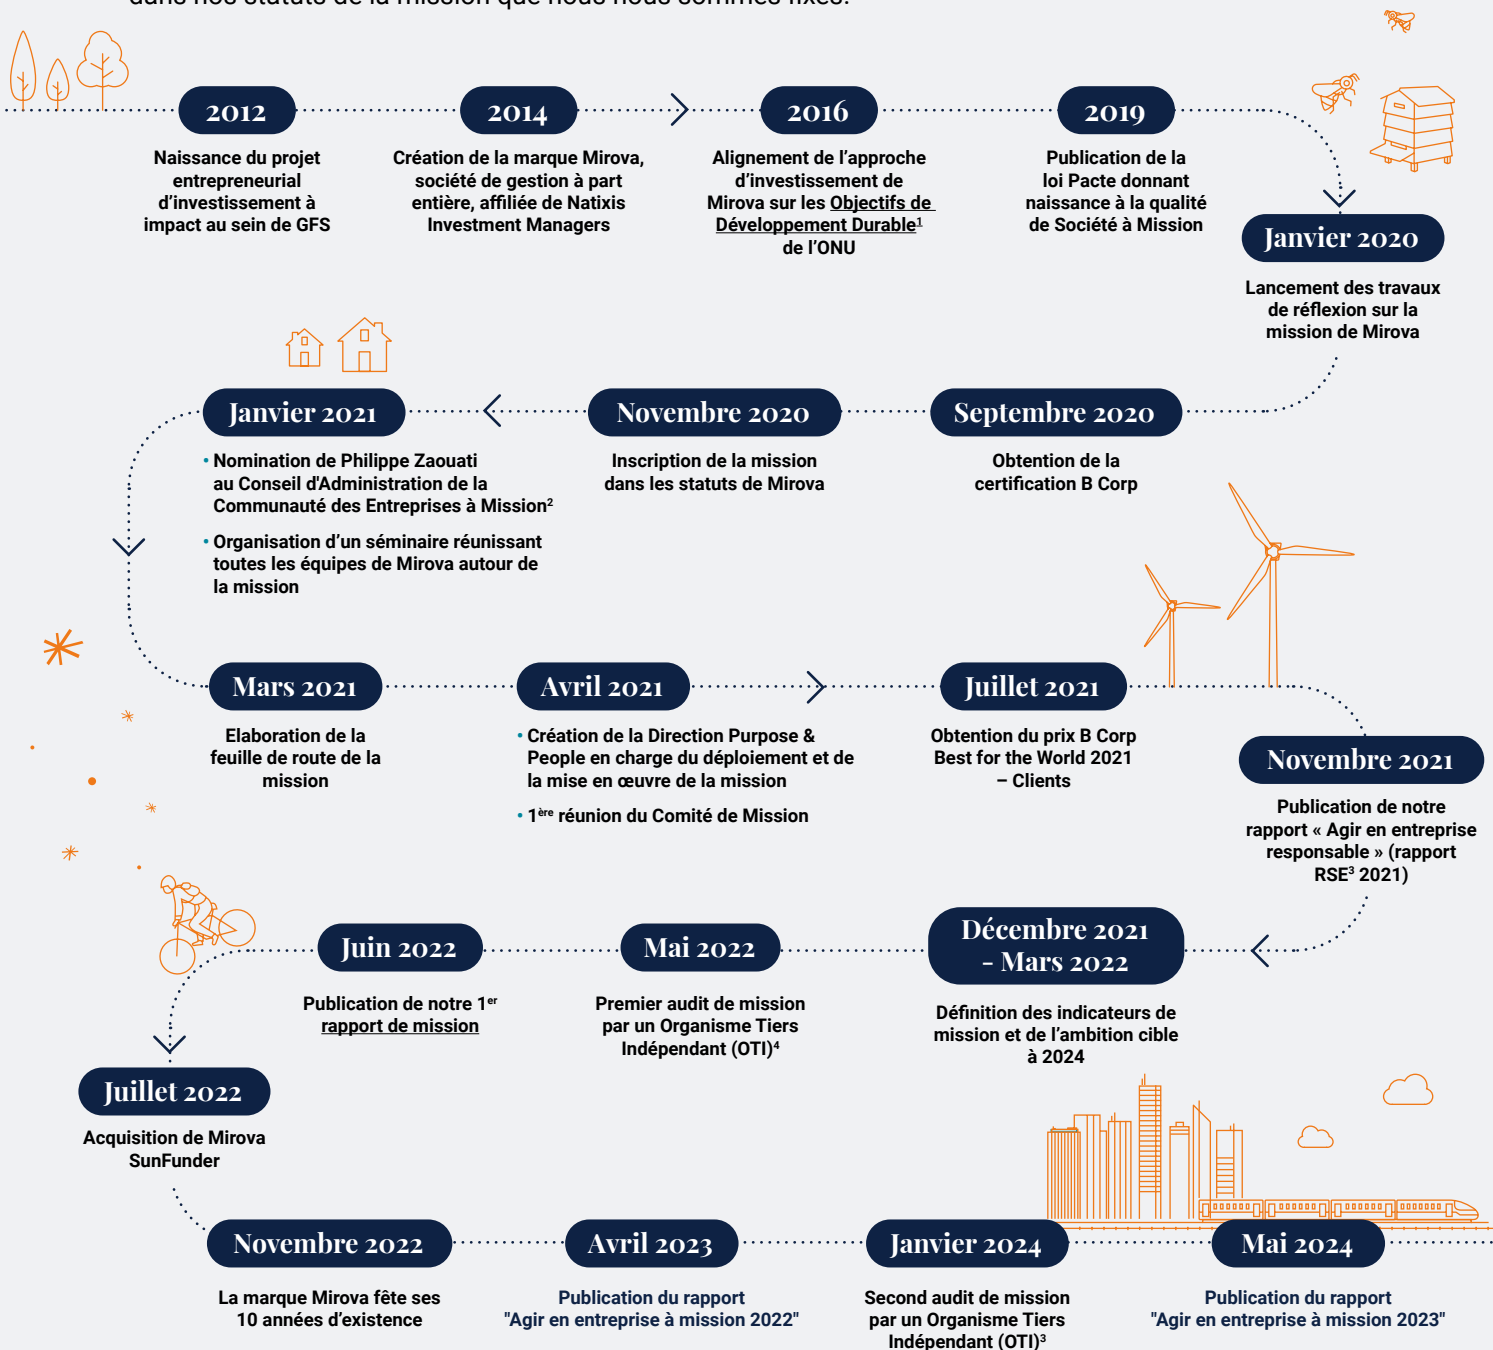 dans nos statuts de la mission que nous nous sommes fixés.
2012
Naissance du projet
entrepreneurial
d'investissement à
impact au sein de GFS
2014
Création de la marque Mirova,
société de gestion à part
entière, affiliée de Natixis
Investment Managers
2016
Alignement de l'approche
d'investissement de
Mirova sur les Objectifs de
Développement Durable¹
de l'ONU
2019
Publication de la
loi Pacte donnant
naissance à la qualité
de Société à Mission
Janvier 2020
Lancement des travaux
de réflexion sur la
mission de Mirova
Septembre 2020
Obtention de la
certification B Corp
Novembre 2020
Inscription de la mission
dans les statuts de Mirova
Janvier 2021
• Nomination de Philippe Zaouati
au Conseil d'Administration de la
Communauté des Entreprises à Mission²
• Organisation d'un séminaire réunissant
toutes les équipes de Mirova autour de
la mission
Mars 2021
Elaboration de la
feuille de route de la
mission
Avril 2021
• Création de la Direction Purpose &
People en charge du déploiement et de
la mise en œuvre de la mission
• 1ère réunion du Comité de Mission
Juillet 2021
Obtention du prix B Corp
Best for the World 2021
– Clients
Novembre 2021
Publication de notre
rapport « Agir en entreprise
responsable » (rapport
RSE³ 2021)
Décembre 2021
- Mars 2022
Définition des indicateurs de
mission et de l'ambition cible
à 2024
Mai 2022
Premier audit de mission
par un Organisme Tiers
Indépendant (OTI)⁴
Juin 2022
Publication de notre 1er
rapport de mission
Juillet 2022
Acquisition de Mirova
SunFunder
Novembre 2022
La marque Mirova fête ses
10 années d'existence
Avril 2023
Publication du rapport
"Agir en entreprise à mission 2022"
Janvier 2024
Second audit de mission
par un Organisme Tiers
Indépendant (OTI)³
Mai 2024
Publication du rapport
"Agir en entreprise à mission 2023"